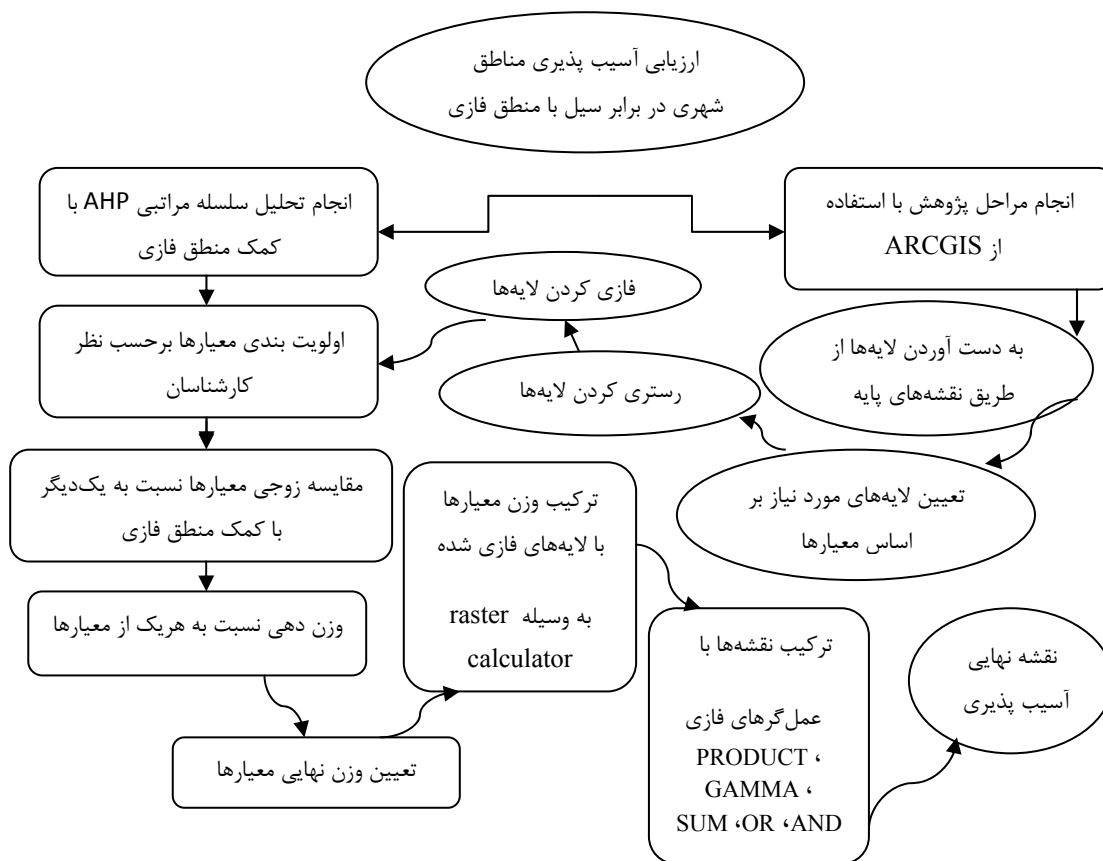 ارزیابی آسیب پذیری مناطق
شهری در برابر سیل با منطق فازی
انجام مراحل پژوهش با استفاده
از ARCGIS
انجام تحلیل سلسله مراتبی AHP با
کمک منطق فازی
به دست آوردن لایه‌ها از
طریق نقشه‌های پایه
تعیین لایه‌های مورد نیاز بر
اساس معیارها
رستری کردن لایه‌ها
فازی کردن لایه‌ها
اولویت بندی معیارها برحسب نظر
کارشناسان
مقایسه زوجی معیارها نسبت به یک‌دیگر
با کمک منطق فازی
وزن دهی نسبت به هریک از معیارها
تعیین وزن نهایی معیارها
ترکیب وزن معیارها
با لایه‌های فازی شده
به وسیله raster
calculator
ترکیب نقشه‌ها با
عمل‌گرهای فازی
PRODUCT ،
GAMMA ،
SUM ،OR ،AND
نقشه نهایی
آسیب پذیری